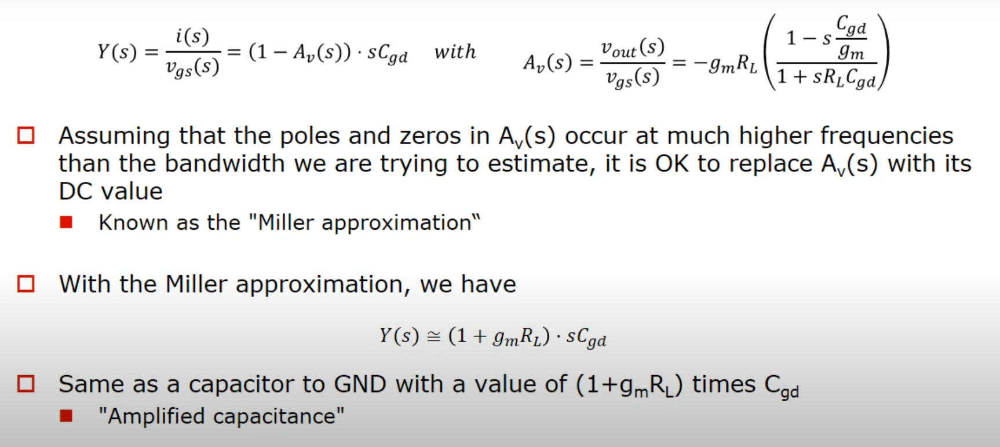 Y(s) = i(s)/v_gs(s) = (1 − A_v(s)) · sC_gd with A_v(s) = v_out(s)/v_gs(s) = −g_m R_L ( (1 − s C_gd/g_m) / (1 + sR_L C_gd) )
Assuming that the poles and zeros in A_v(s) occur at much higher frequencies
than the bandwidth we are trying to estimate, it is OK to replace A_v(s) with its
DC value
Known as the "Miller approximation‟
With the Miller approximation, we have
Y(s) ≅ (1 + g_m R_L) · sC_gd
Same as a capacitor to GND with a value of (1+g_mR_L) times C_gd
"Amplified capacitance"